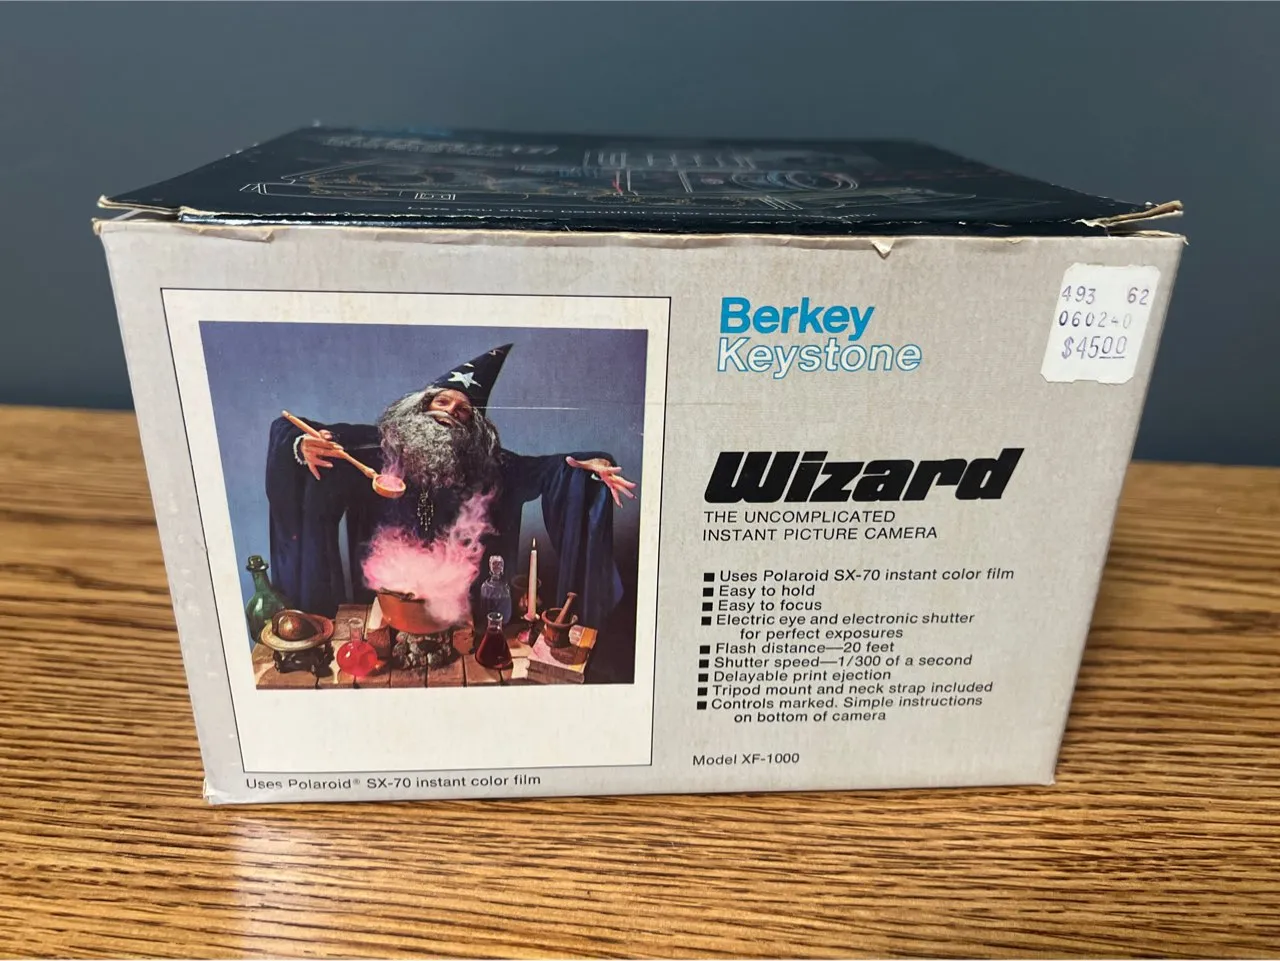 Berkey
Keystone
493 62
060240
$4500
Wizard
THE UNCOMPLICATED
INSTANT PICTURE CAMERA
■ Uses Polaroid SX-70 instant color film
■ Easy to hold
■ Easy to focus
■ Electric eye and electronic shutter
for perfect exposures
■ Flash distance—20 feet
■ Shutter speed—1/300 of a second
■ Delayable print ejection
■ Tripod mount and neck strap included
■ Controls marked. Simple instructions
on bottom of camera
Model XF-1000
Uses Polaroid® SX-70 instant color film